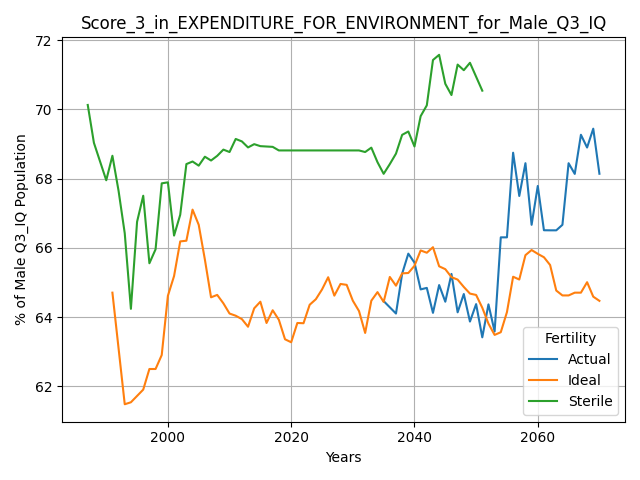 Score_3_in_EXPENDITURE_FOR_ENVIRONMENT_for_Male_Q3_IQ
72
70
68
66
64
62
% of Male Q3_IQ Population
2000
2020
2040
2060
Years
Fertility
Actual
Ideal
Sterile